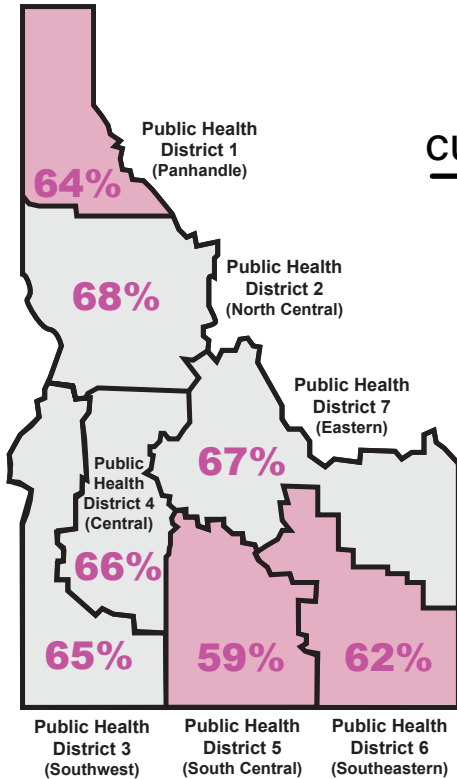 Public Health
District 1
(Panhandle)
CU
64%
Public Health
District 2
(North Central)
68%
Public Health
District 7
(Eastern)
67%
Public
Health
District 4
(Central)
66%
65%
59%
62%
Public Health
District 3
(Southwest)
Public Health
District 5
(South Central)
Public Health
District 6
(Southeastern)